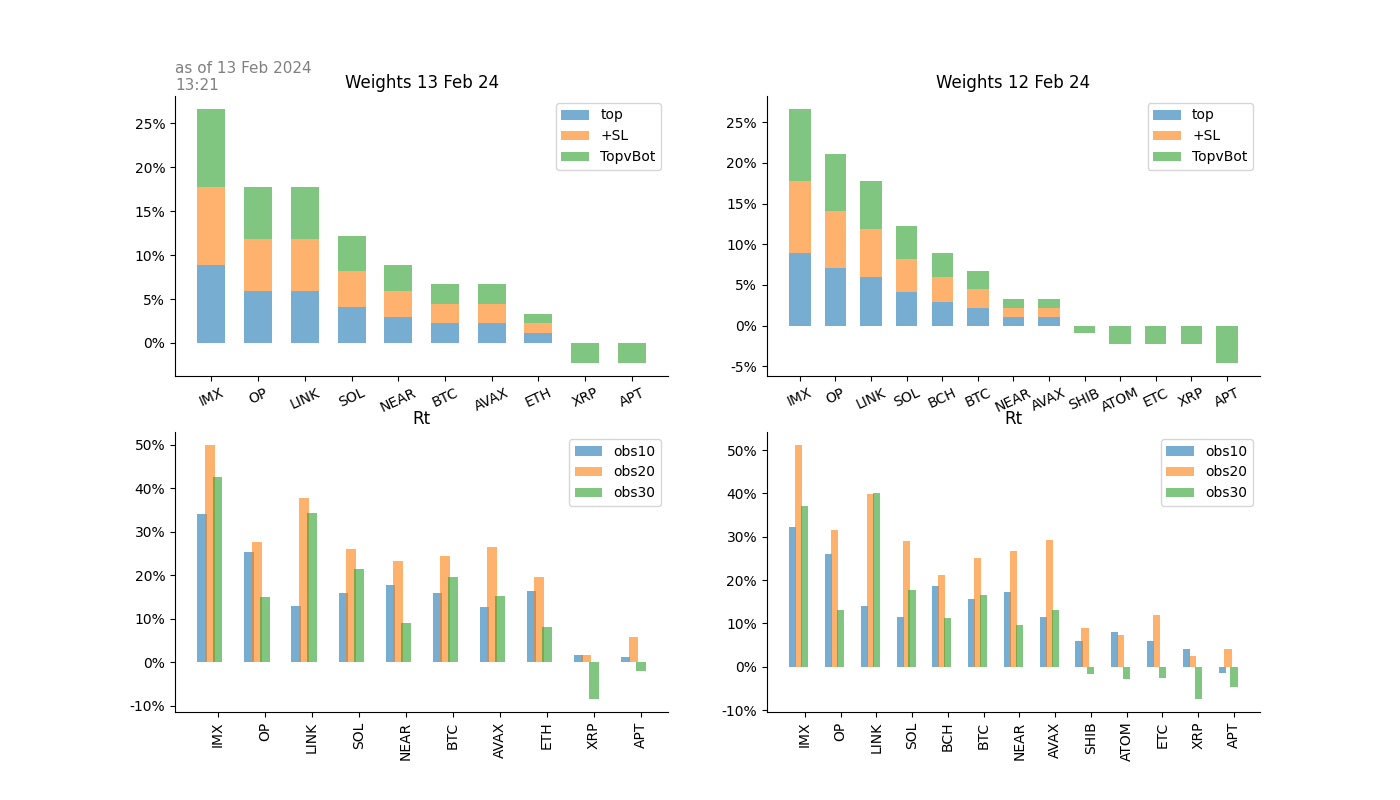 as of 13 Feb 2024
13:21
Weights 13 Feb 24
25%
20%
15%
10%
5%
0%
top
+SL
TopvBot
IMX OP LINK SOL NEAR BTC AVAX ETH XRP APT
Weights 12 Feb 24
25%
20%
15%
10%
5%
0%
-5%
top
+SL
TopvBot
IMX OP LINK SOL BCH BTC NEAR AVAX SHIB ATOM ETC XRP APT
Rt
50%
40%
30%
20%
10%
0%
-10%
obs10
obs20
obs30
IMX OP LINK SOL NEAR BTC AVAX ETH XRP APT
Rt
50%
40%
30%
20%
10%
0%
-10%
obs10
obs20
obs30
IMX OP LINK SOL BCH BTC NEAR AVAX SHIB ATOM ETC XRP APT